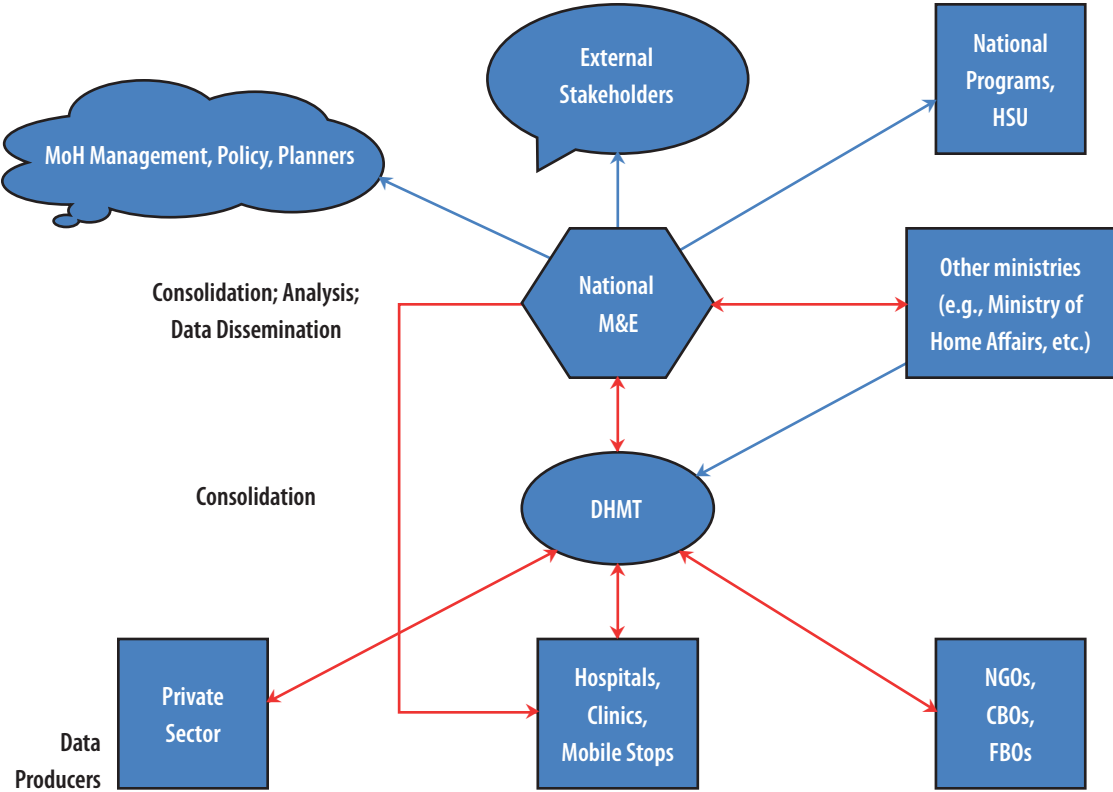 External
Stakeholders
National
Programs,
HSU
MoH Management, Policy, Planners
Consolidation; Analysis;
Data Dissemination
National
M&E
Other ministries
(e.g., Ministry of
Home Affairs, etc.)
Consolidation
DHMT
Data
Producers
Private
Sector
Hospitals,
Clinics,
Mobile Stops
NGOs,
CBOs,
FBOs